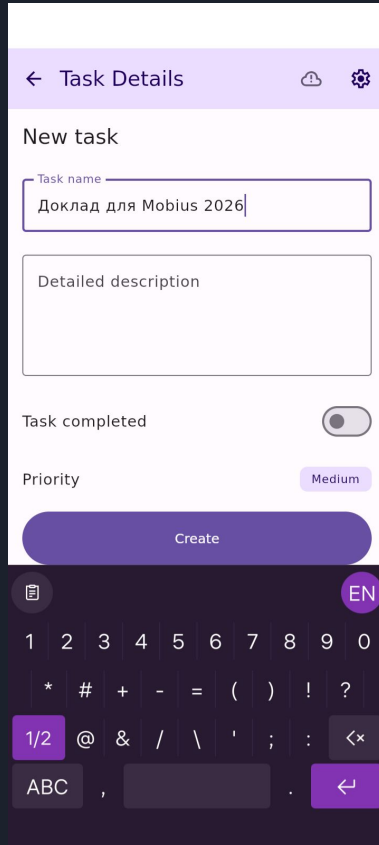 Task Details
New task
Task name
Доклад для Mobius 2026
Detailed description
Task completed
Priority Medium
Create
EN
1 2 3 4 5 6 7 8 9 0
* # + - = ( ) ! ?
1/2 @ & / \ ' ; :
ABC , .